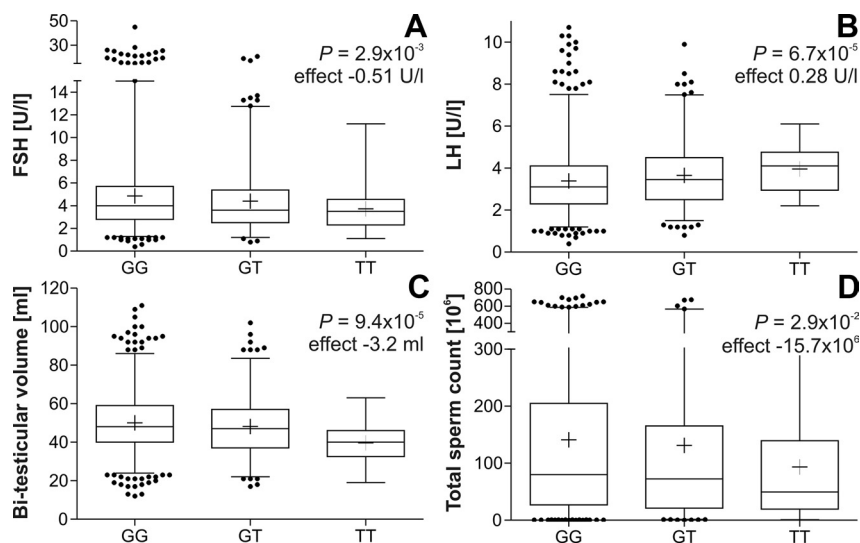 A
FSH [U/l]
50
30
10
14
12
10
8
6
4
2
0
P = 2.9x10-3
effect -0.51 U/l
GG GT TT
B
LH [U/l]
10
8
6
4
2
0
P = 6.7x10-5
effect 0.28 U/l
GG GT TT
C
Bi-testicular volume [ml]
120
100
80
60
40
20
0
P = 9.4x10-5
effect -3.2 ml
GG GT TT
D
Total sperm count [10⁶]
800
600
400
300
200
100
0
P = 2.9x10-2
effect -15.7x10⁶
GG GT TT